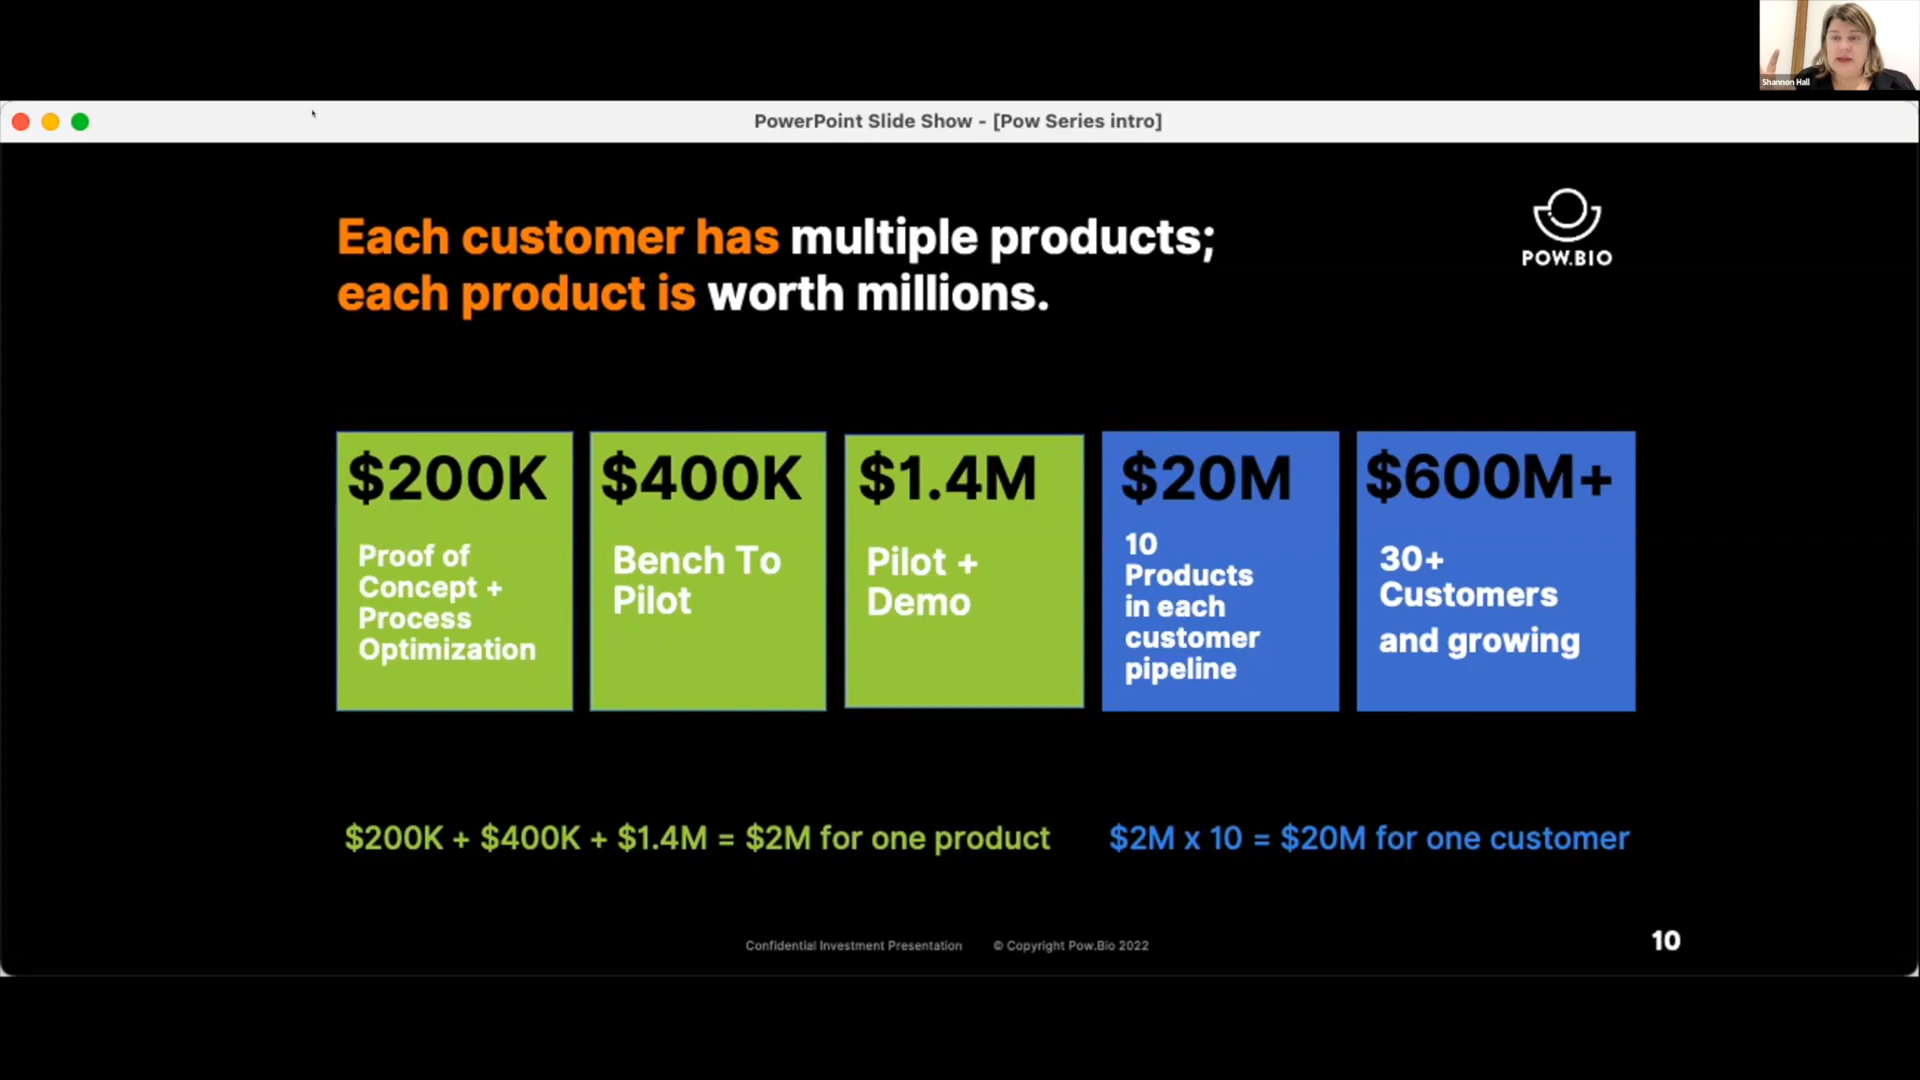 Shannon Hall
PowerPoint Slide Show - [Pow Series intro]
Each customer has multiple products;
each product is worth millions.
POW.BIO
$200K
Proof of
Concept +
Process
Optimization
$400K
Bench To
Pilot
$1.4M
Pilot +
Demo
$20M
10
Products
in each
customer
pipeline
$600M+
30+
Customers
and growing
$200K + $400K + $1.4M = $2M for one product
$2M x 10 = $20M for one customer
Confidential Investment Presentation
© Copyright Pow.Bio 2022
10